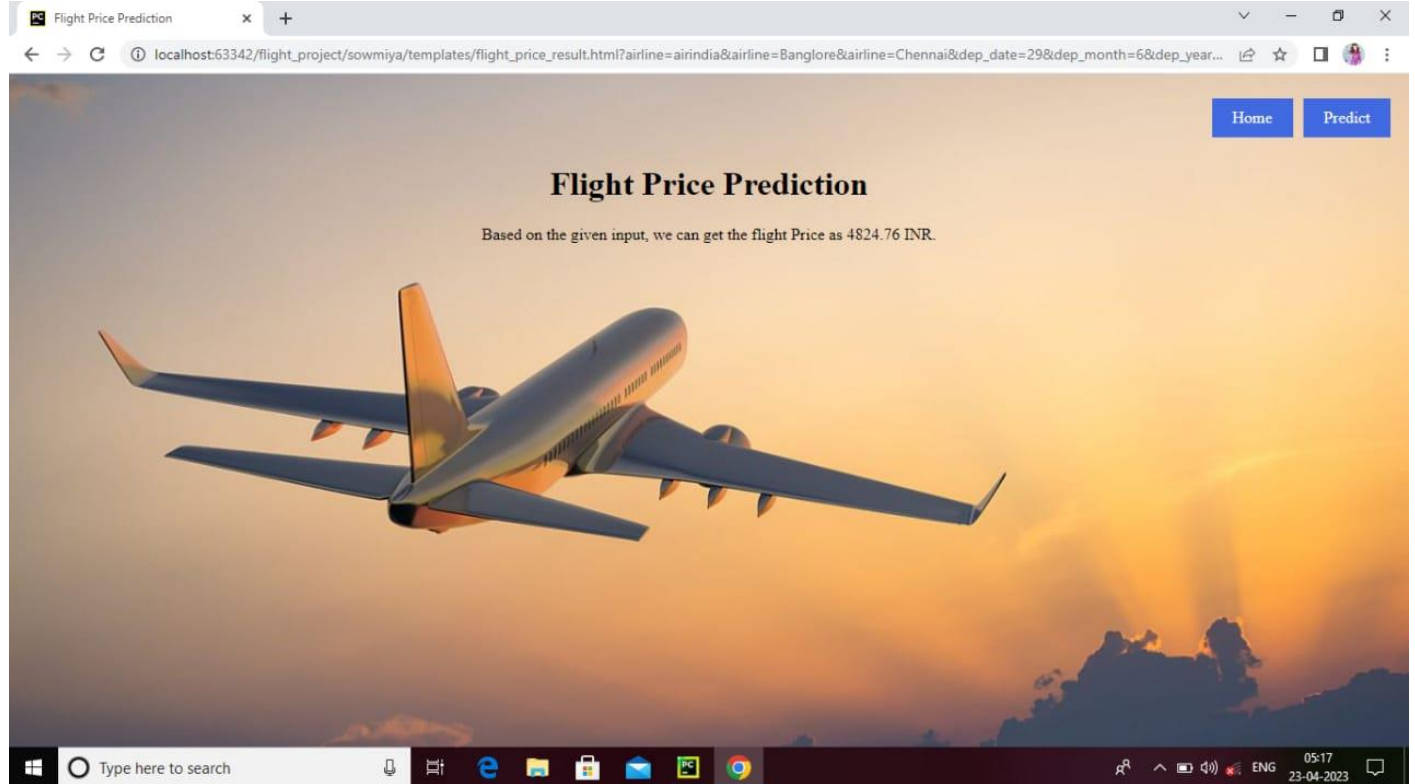 Flight Price Prediction
localhost:63342/flight_project/sowmiya/templates/flight_price_result.html?airline=airindia&airline=Banglore&airline=Chennai&dep_date=29&dep_month=6&dep_year...
Home Predict
Flight Price Prediction
Based on the given input, we can get the flight Price as 4824.76 INR.
Type here to search
PC
ENG
05:17
23-04-2023